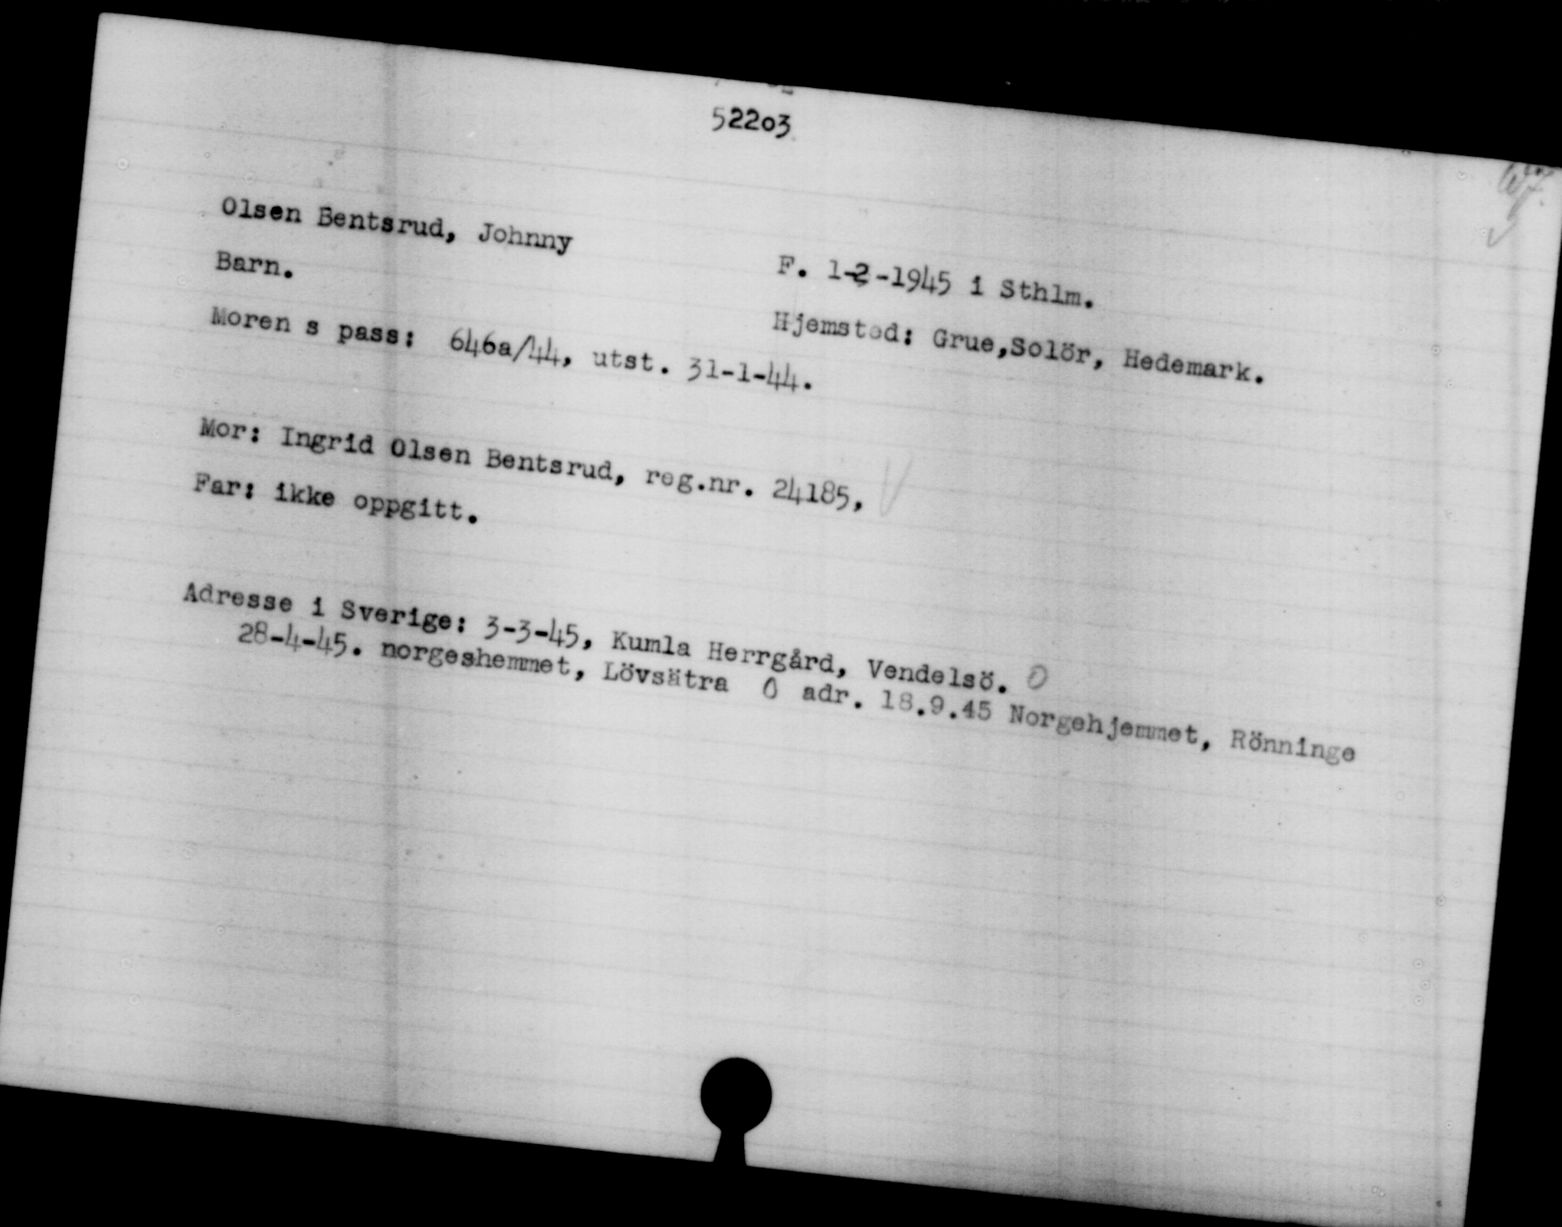 52203
Olsen Bentsrud, Johnny
F. 1-2-1945 i Sthlm.
Barn.
Hjemsted: Grue,Solör, Hedemark.
Moren s pass: 646a/44, utst. 31-1-44.
Mor: Ingrid Olsen Bentsrud, reg.nr. 24185,
Far: ikke oppgitt.
Adresse i Sverige: 3-3-45, Kumla Herrgård, Vendelsö. O
28-4-45. norgeshemmet, Lövsätra O adr. 18.9.45 Norgehjemmet, Rönninge